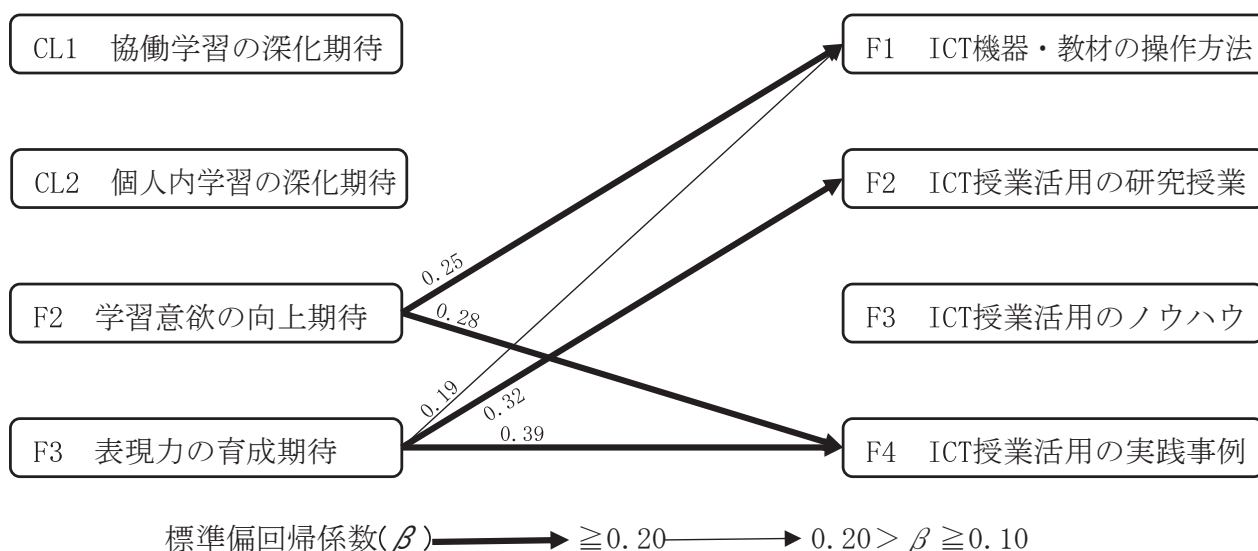 CL1 協働学習の深化期待
F1 ICT機器・教材の操作方法
CL2 個人内学習の深化期待
F2 ICT授業活用の研究授業
0.25
F2 学習意欲の向上期待
0.28
F3 ICT授業活用のノウハウ
0.19
0.32
F3 表現力の育成期待
0.39
F4 ICT授業活用の実践事例
標準偏回帰係数(β) ≧0.20 0.20＞β≧0.10